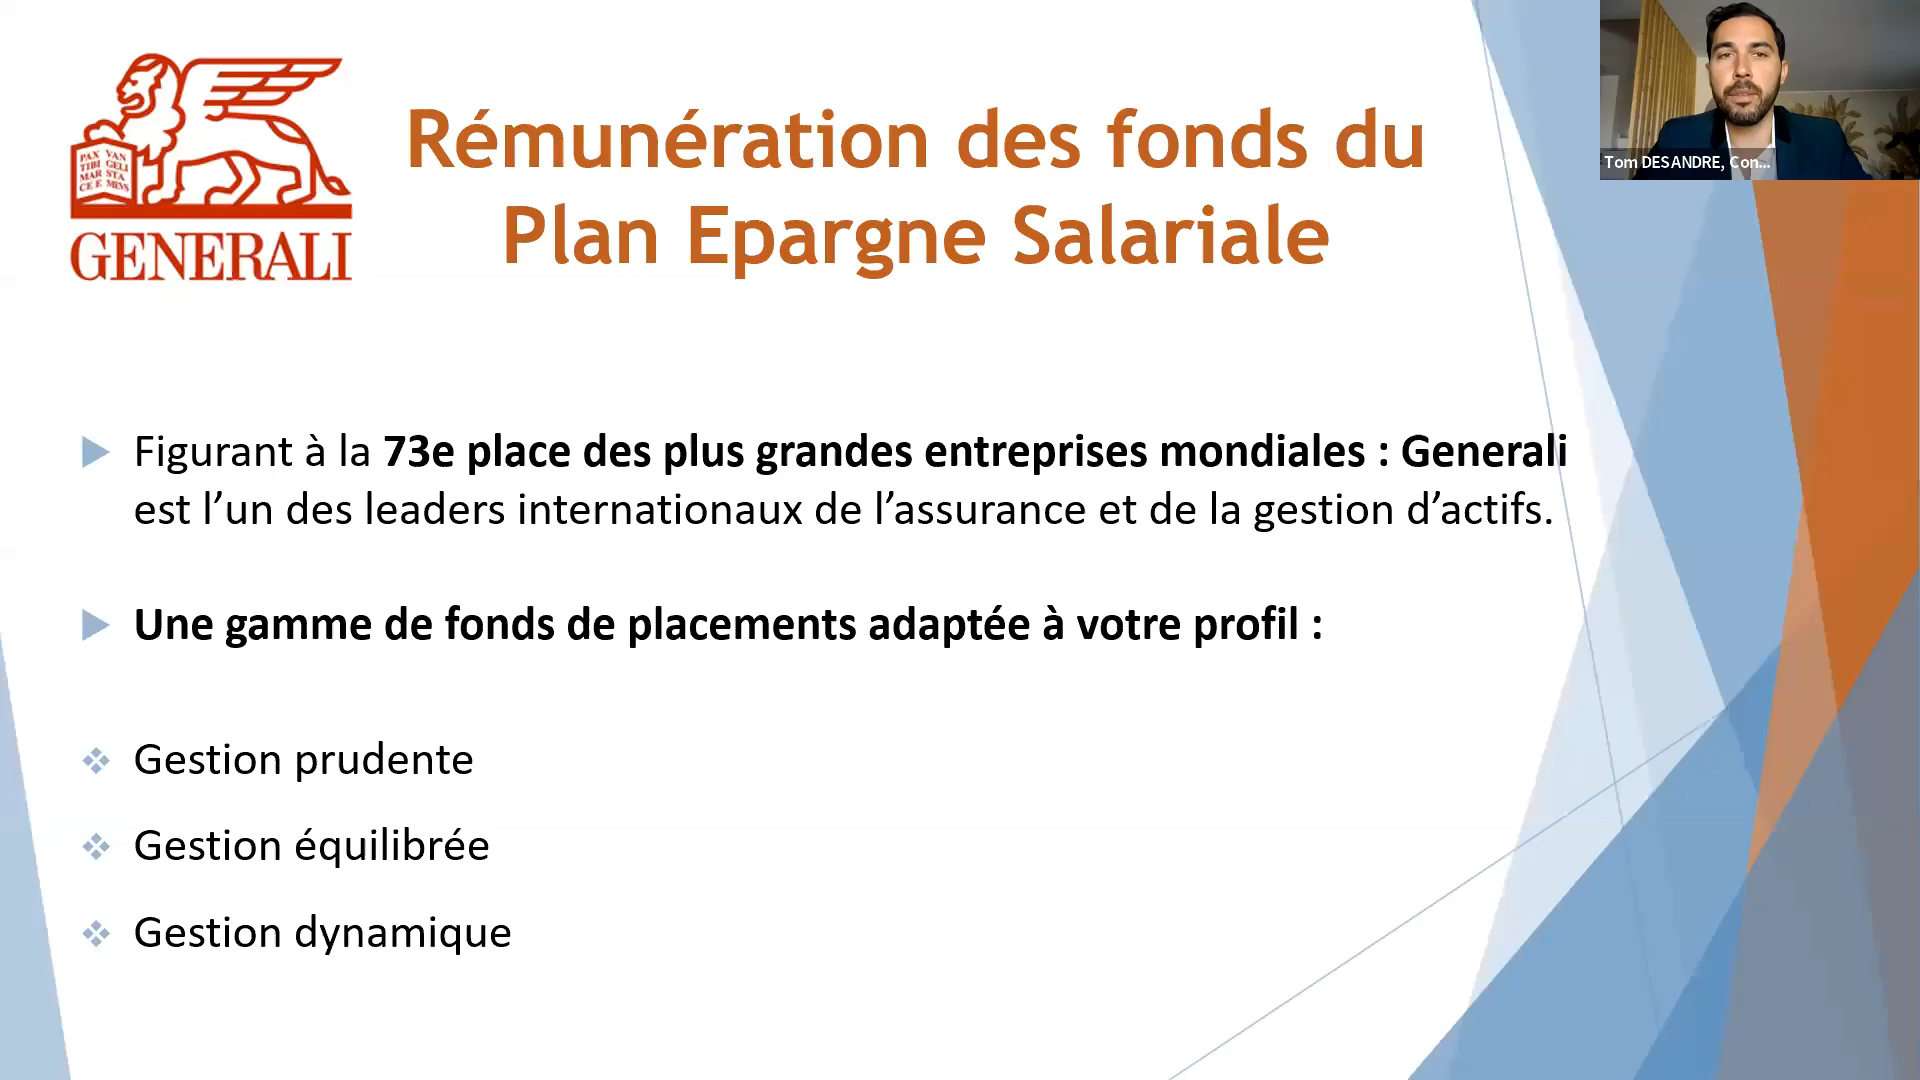 PAX VAN
TIBI GELI
MAR STA
CE E MEVS
GENERALI
Rémunération des fonds du
Plan Epargne Salariale
Tom DESANDRE, Con...
Figurant à la 73e place des plus grandes entreprises mondiales : Generali
est l’un des leaders internationaux de l’assurance et de la gestion d’actifs.
Une gamme de fonds de placements adaptée à votre profil :
Gestion prudente
Gestion équilibrée
Gestion dynamique